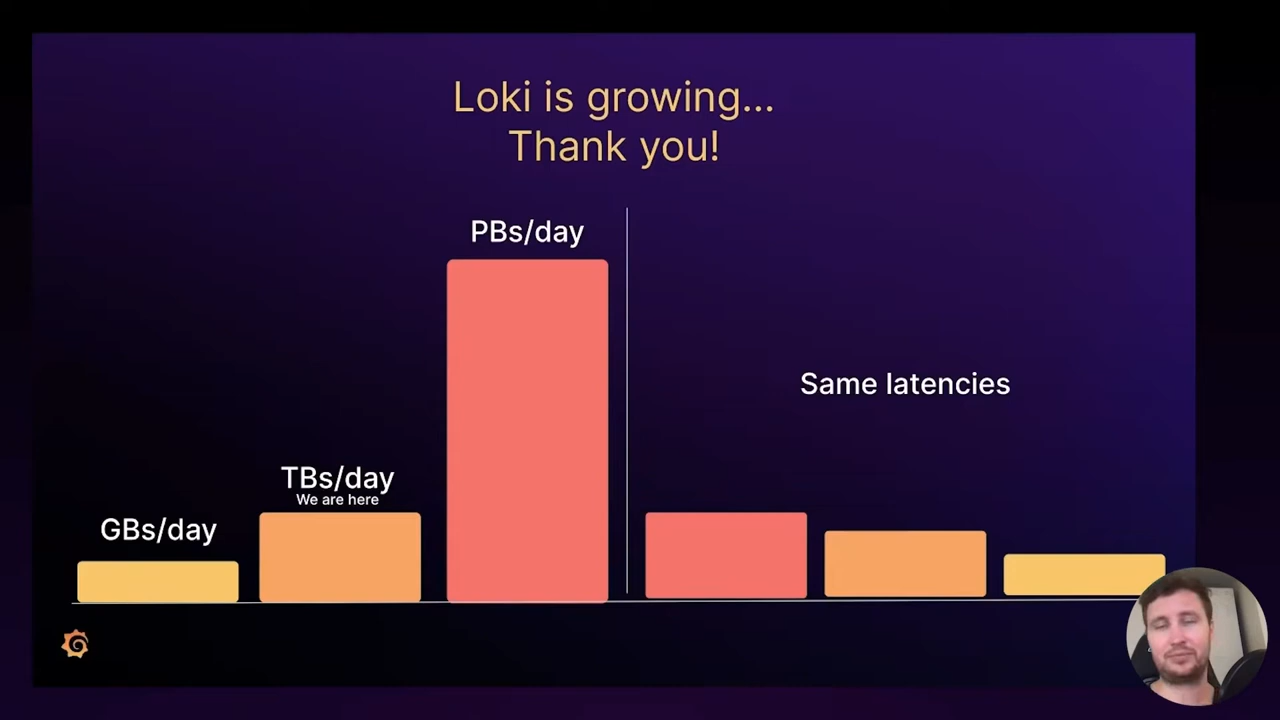 Loki is growing...
Thank you!
PBs/day
Same latencies
TBs/day
We are here
GBs/day